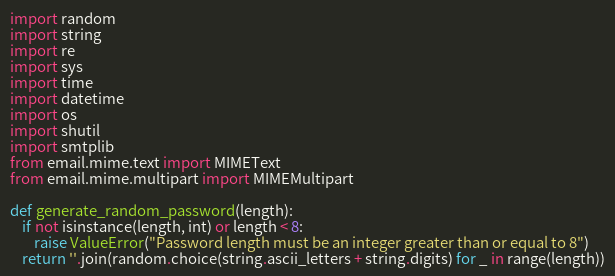 import random
import string
import re
import sys
import time
import datetime
import os
import shutil
import smtplib
from email.mime.text import MIMEText
from email.mime.multipart import MIMEMultipart

def generate_random_password(length):
    if not isinstance(length, int) or length < 8:
        raise ValueError("Password length must be an integer greater than or equal to 8")
    return ''.join(random.choice(string.ascii_letters + string.digits) for _ in range(length))